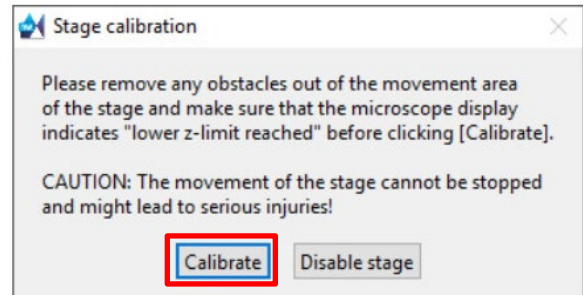 Stage calibration
Please remove any obstacles out of the movement area
of the stage and make sure that the microscope display
indicates "lower z-limit reached" before clicking [Calibrate].
CAUTION: The movement of the stage cannot be stopped
and might lead to serious injuries!
Calibrate
Disable stage